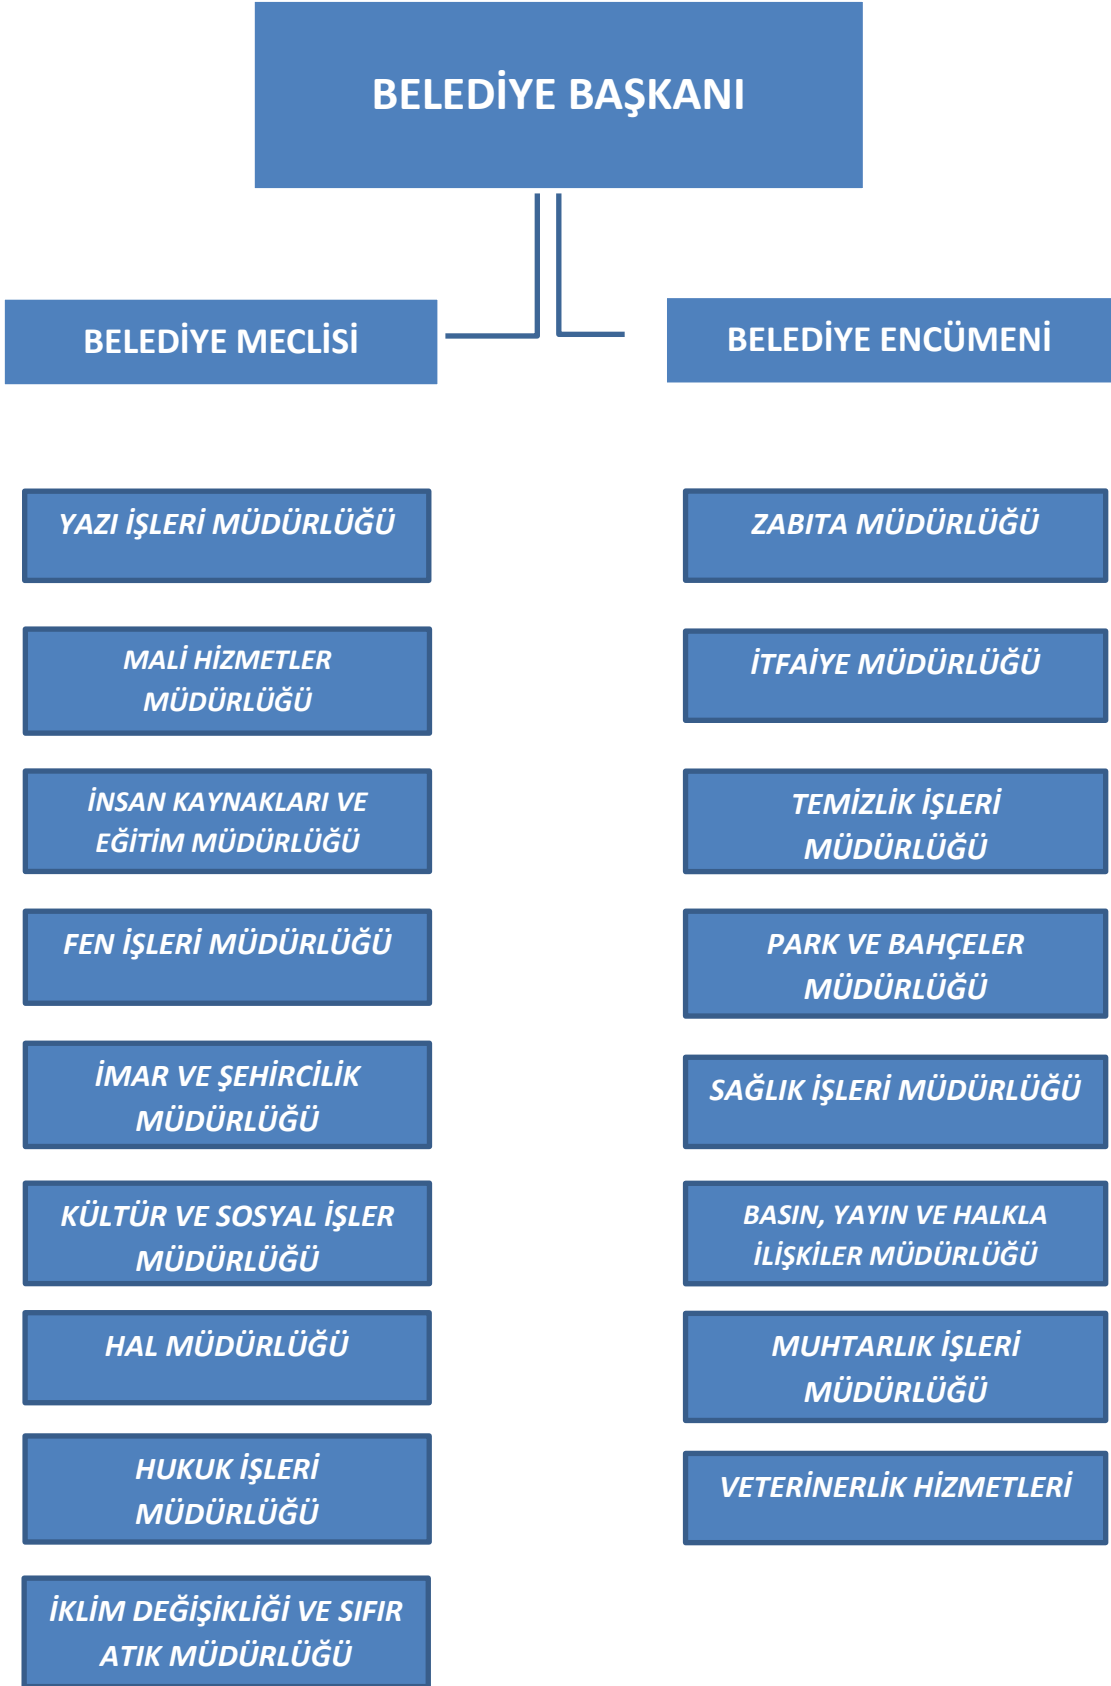 BELEDİYE BAŞKANI
BELEDİYE MECLİSİ
BELEDİYE ENCÜMENİ
YAZI İŞLERİ MÜDÜRLÜĞÜ
MALİ HİZMETLER
MÜDÜRLÜĞÜ
İNSAN KAYNAKLARI VE
EĞİTİM MÜDÜRLÜĞÜ
FEN İŞLERİ MÜDÜRLÜĞÜ
İMAR VE ŞEHİRCİLİK
MÜDÜRLÜĞÜ
KÜLTÜR VE SOSYAL İŞLER
MÜDÜRLÜĞÜ
HAL MÜDÜRLÜĞÜ
HUKUK İŞLERİ
MÜDÜRLÜĞÜ
İKLİM DEĞİŞİKLİĞİ VE SIFIR
ATIK MÜDÜRLÜĞÜ
ZABITA MÜDÜRLÜĞÜ
İTFAİYE MÜDÜRLÜĞÜ
TEMİZLİK İŞLERİ
MÜDÜRLÜĞÜ
PARK VE BAHÇELER
MÜDÜRLÜĞÜ
SAĞLIK İŞLERİ MÜDÜRLÜĞÜ
BASIN, YAYIN VE HALKLA
İLİŞKİLER MÜDÜRLÜĞÜ
MUHTARLIK İŞLERİ
MÜDÜRLÜĞÜ
VETERİNERLİK HİZMETLERİ